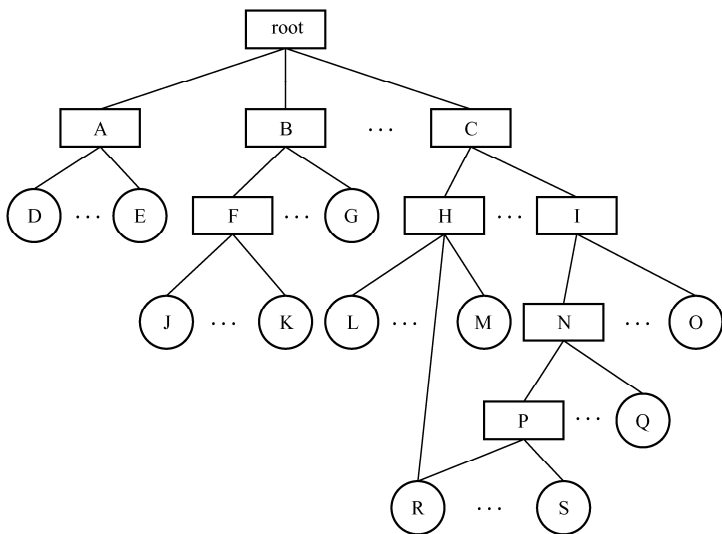 root
A B ... C
D ... E F ... G H ... I
J ... K L ... M N ... O
P ... Q
R ... S